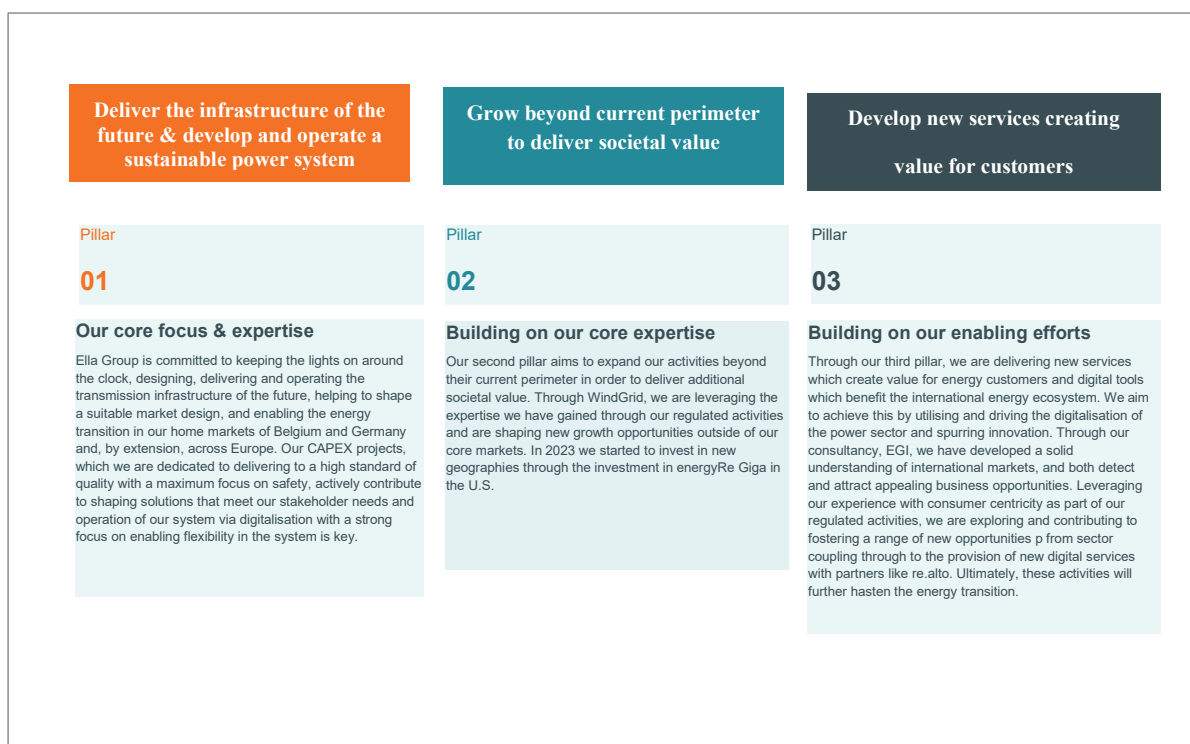 Deliver the infrastructure of the
future & develop and operate a
sustainable power system
Grow beyond current perimeter
to deliver societal value
Develop new services creating
value for customers
Pillar
01
Pillar
02
Pillar
03
Our core focus & expertise
Ella Group is committed to keeping the lights on around
the clock, designing, delivering and operating the
transmission infrastructure of the future, helping to shape
a suitable market design, and enabling the energy
transition in our home markets of Belgium and Germany
and, by extension, across Europe. Our CAPEX projects,
which we are dedicated to delivering to a high standard of
quality with a maximum focus on safety, actively contribute
to shaping solutions that meet our stakeholder needs and
operation of our system via digitalisation with a strong
focus on enabling flexibility in the system is key.
Building on our core expertise
Our second pillar aims to expand our activities beyond
their current perimeter in order to deliver additional
societal value. Through WindGrid, we are leveraging the
expertise we have gained through our regulated activities
and are shaping new growth opportunities outside of our
core markets. In 2023 we started to invest in new
geographies through the investment in energyRe Giga in
the U.S.
Building on our enabling efforts
Through our third pillar, we are delivering new services
which create value for energy customers and digital tools
which benefit the international energy ecosystem. We aim
to achieve this by utilising and driving the digitalisation of
the power sector and spurring innovation. Through our
consultancy, EGI, we have developed a solid
understanding of international markets, and both detect
and attract appealing business opportunities. Leveraging
our experience with consumer centricity as part of our
regulated activities, we are exploring and contributing to
fostering a range of new opportunities p from sector
coupling through to the provision of new digital services
with partners like re.alto. Ultimately, these activities will
further hasten the energy transition.